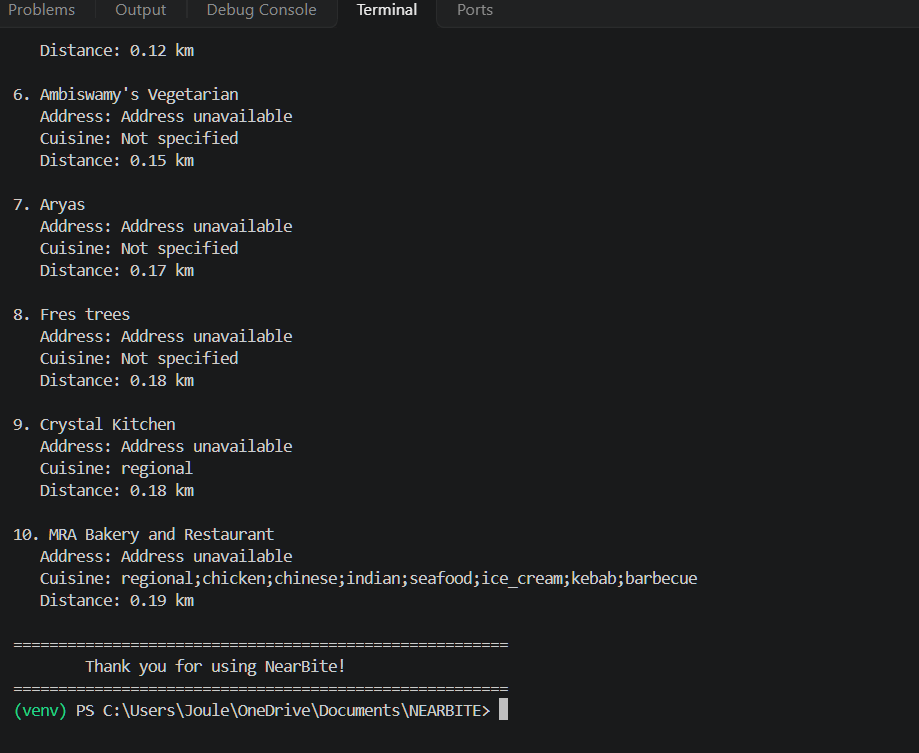 Problems Output Debug Console Terminal Ports
Distance: 0.12 km
6. Ambiswamy's Vegetarian
Address: Address unavailable
Cuisine: Not specified
Distance: 0.15 km
7. Aryas
Address: Address unavailable
Cuisine: Not specified
Distance: 0.17 km
8. Fres trees
Address: Address unavailable
Cuisine: Not specified
Distance: 0.18 km
9. Crystal Kitchen
Address: Address unavailable
Cuisine: regional
Distance: 0.18 km
10. MRA Bakery and Restaurant
Address: Address unavailable
Cuisine: regional;chicken;chinese;indian;seafood;ice_cream;kebab;barbecue
Distance: 0.19 km
=======================================================
Thank you for using NearBite!
=======================================================
(venv) PS C:\Users\Joule\OneDrive\Documents\NEARBITE>